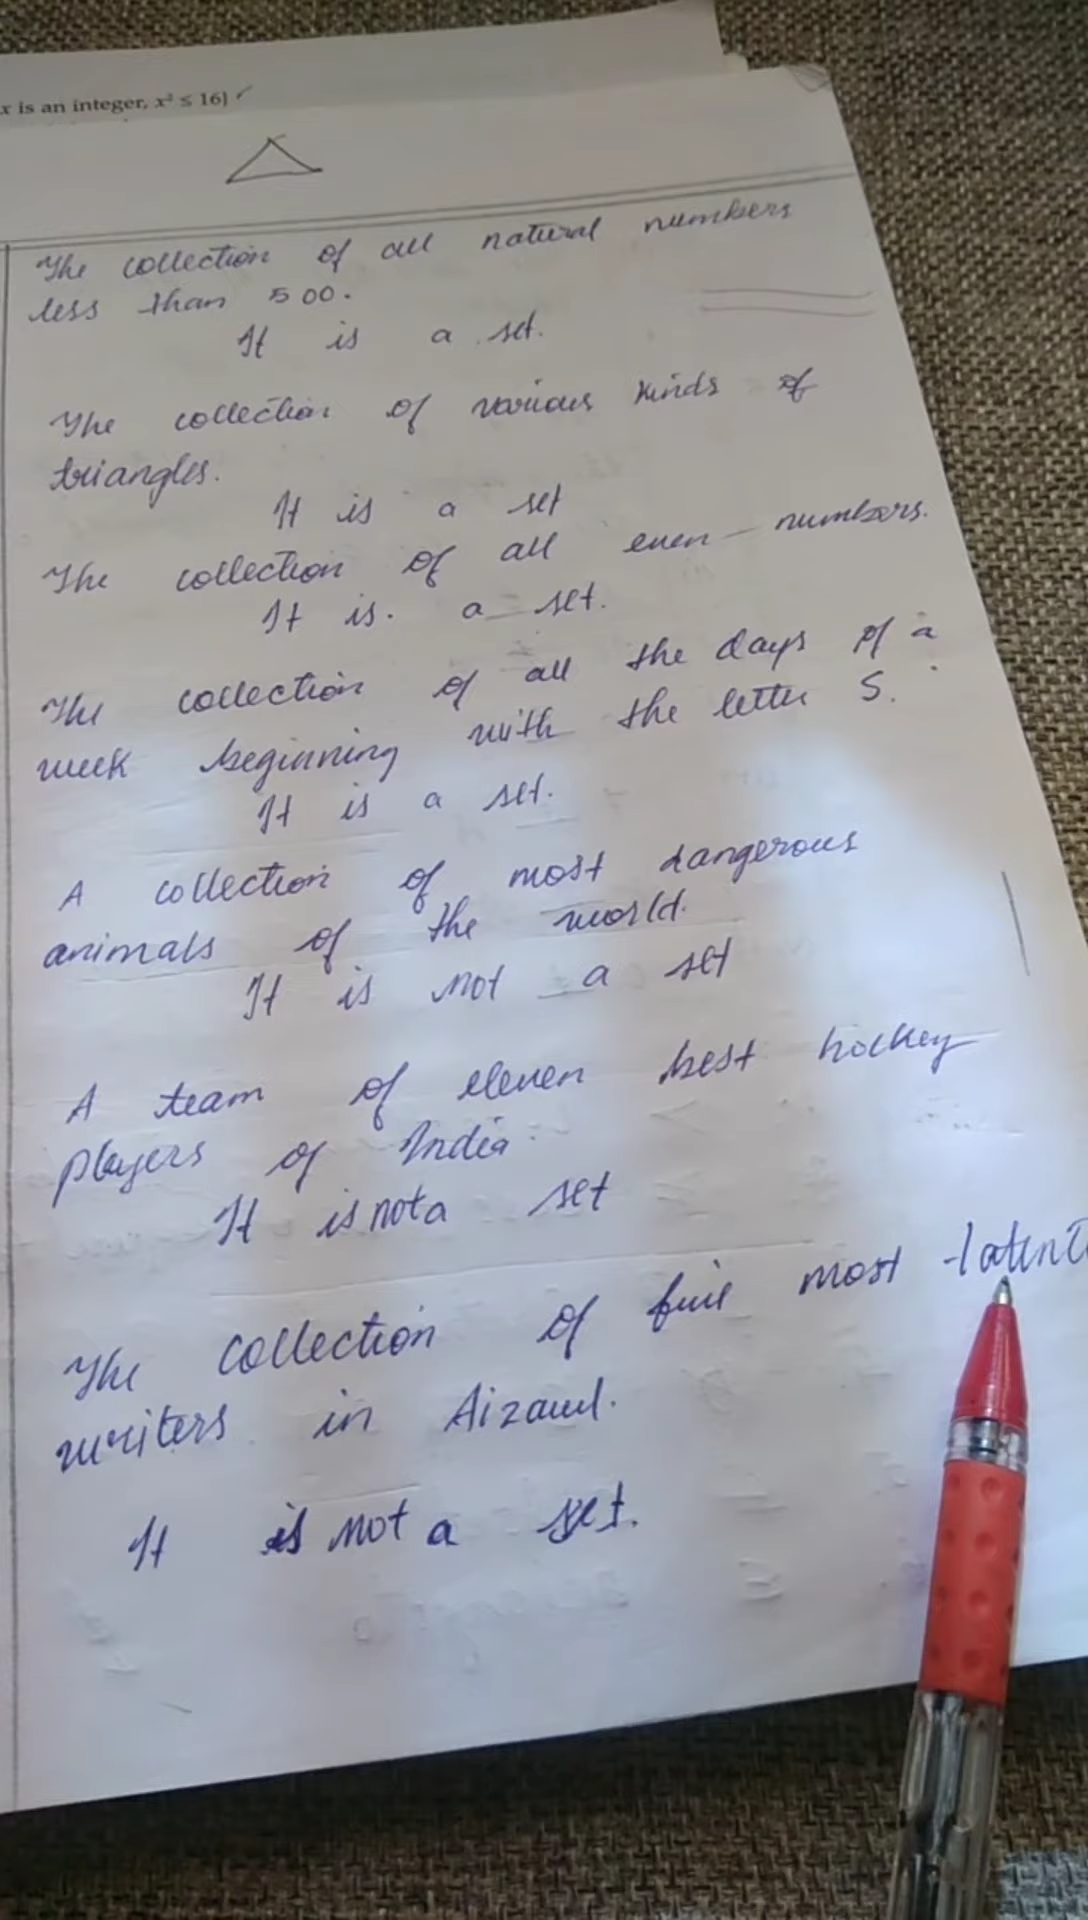 x is an integer, x² ≤ 16}
The collection of all natural numbers
less than 500.
It is a set.
The collection of various kinds of
triangles.
It is a set
The collection of all even numbers.
It is. a set.
The collection of all the days of a
week beginning with the letter S.
It is a set.
A collection of most dangerous
animals of the world.
It is not a set
A team of eleven best hockey
players of India
It is not a set
The collection of five most
writers in Aizawl.
It is not a set.